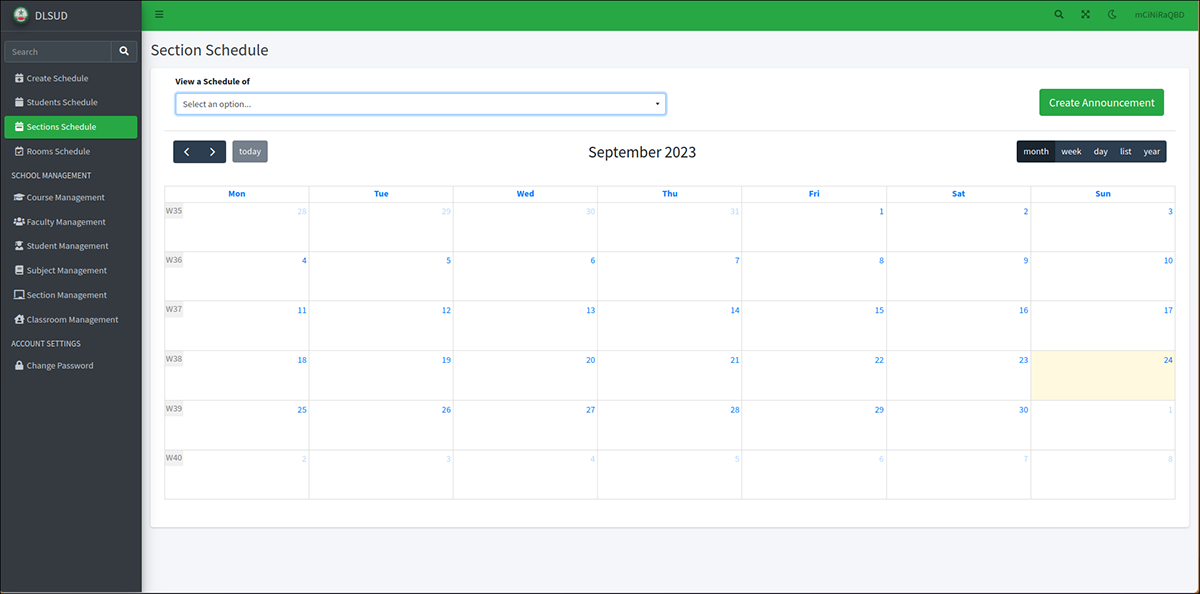 DLSUD
mCiNiRaQBD
Search
Create Schedule
Students Schedule
Sections Schedule
Rooms Schedule
SCHOOL MANAGEMENT
Course Management
Faculty Management
Student Management
Subject Management
Section Management
Classroom Management
ACCOUNT SETTINGS
Change Password
Section Schedule
View a Schedule of
Select an option...
Create Announcement
today
September 2023
month week day list year
Mon Tue Wed Thu Fri Sat Sun
W35 28 29 30 31 1 2 3
W36 4 5 6 7 8 9 10
W37 11 12 13 14 15 16 17
W38 18 19 20 21 22 23 24
W39 25 26 27 28 29 30 1
W40 2 3 4 5 6 7 8